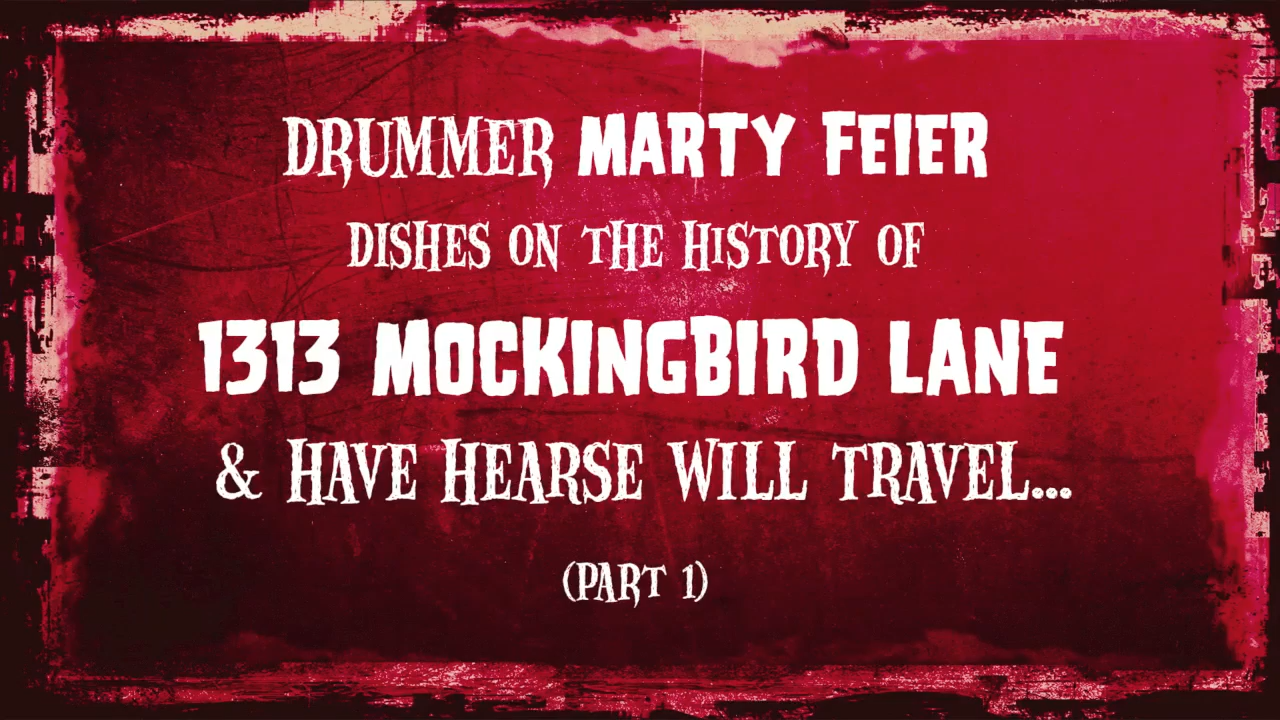 DRUMMER MARTY FEIER
DISHES ON THE HISTORY OF
1313 MOCKINGBIRD LANE
& HAVE HEARSE WILL TRAVEL...
(PART 1)